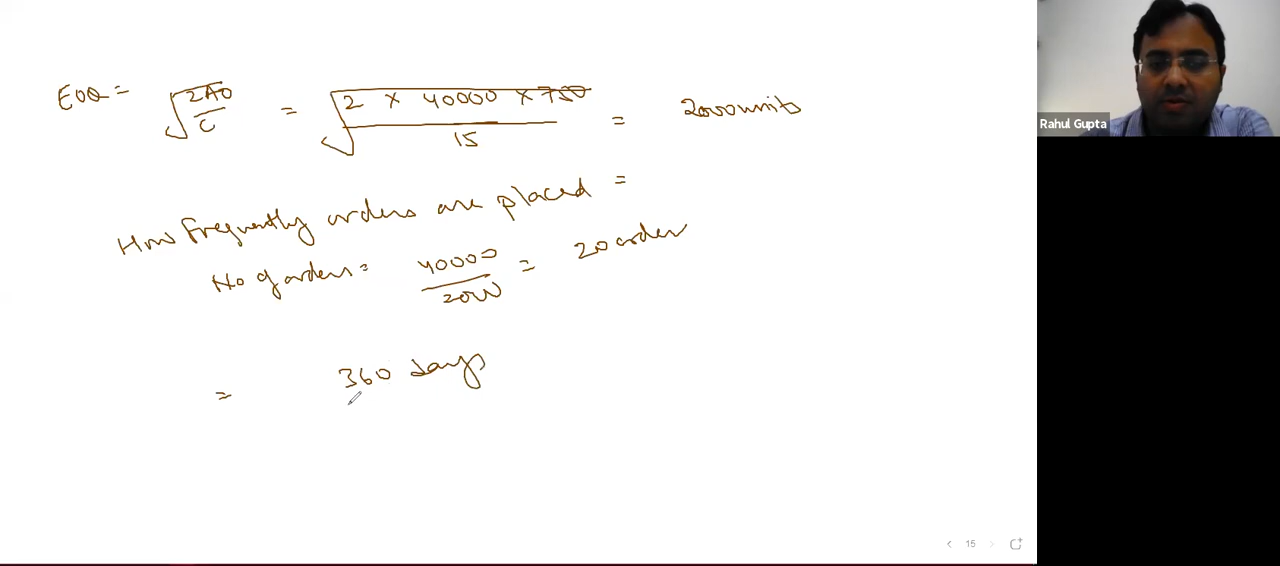 EOQ = √2AO/C = √2 × 40000 × 750/15 = 2000 units
How frequently orders are placed =
No of orders = 40000/2000 = 20 orders
= 360 days
Rahul Gupta
15